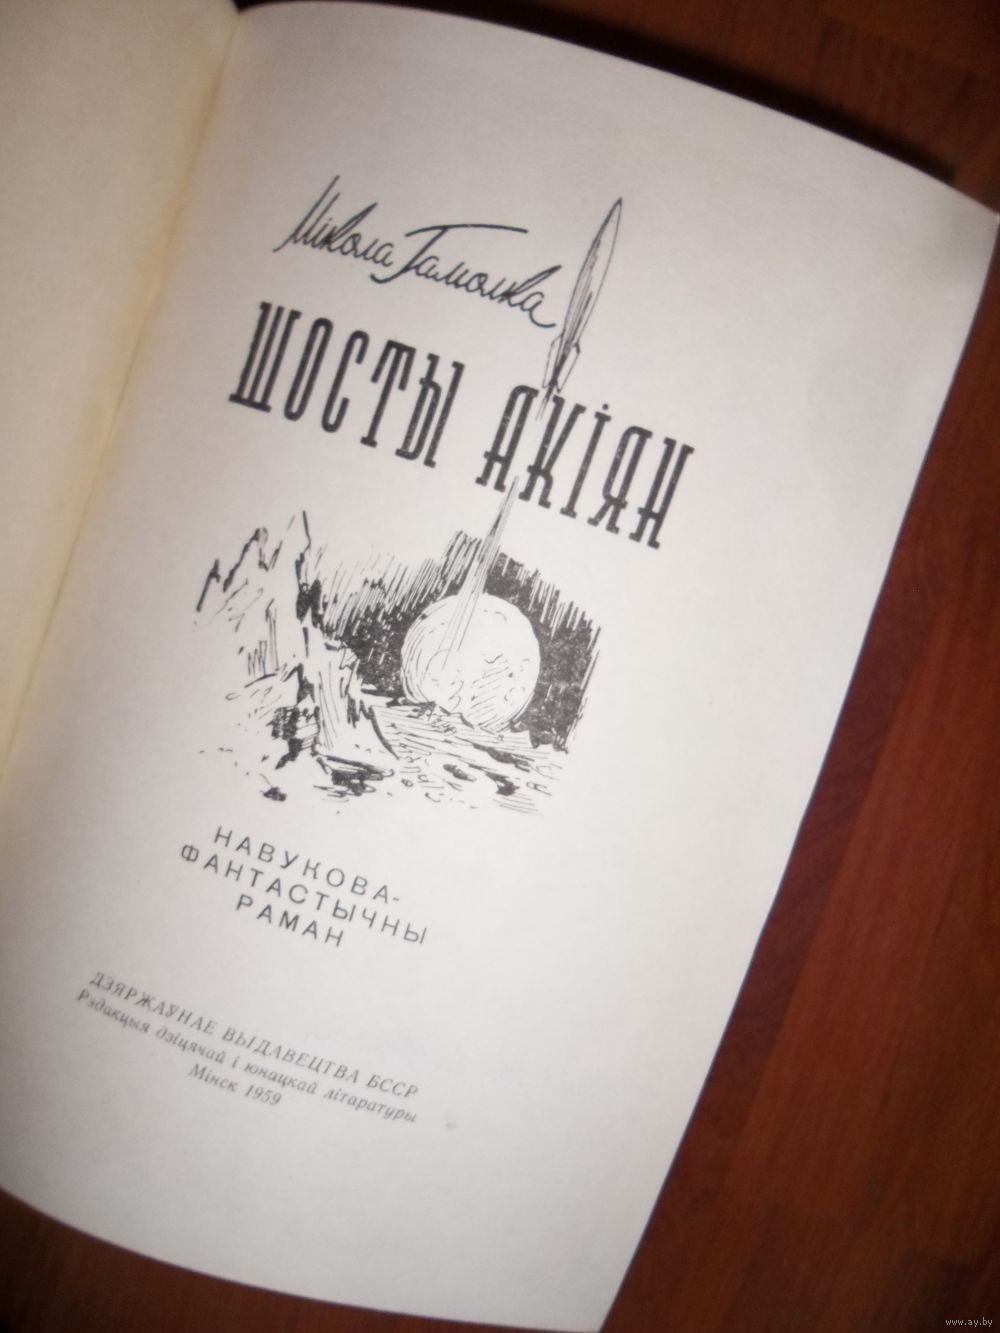 Мікола Гамолка
ШОСТЫ АКІЯН
НАВУКОВА-
ФАНТАСТЫЧНЫ
РАМАН
ДЗЯРЖАЎНАЕ ВЫДАВЕЦТВА БССР
Рэдакцыя дзіцячай і юнацкай літаратуры
Мінск 1959
www.ay.by